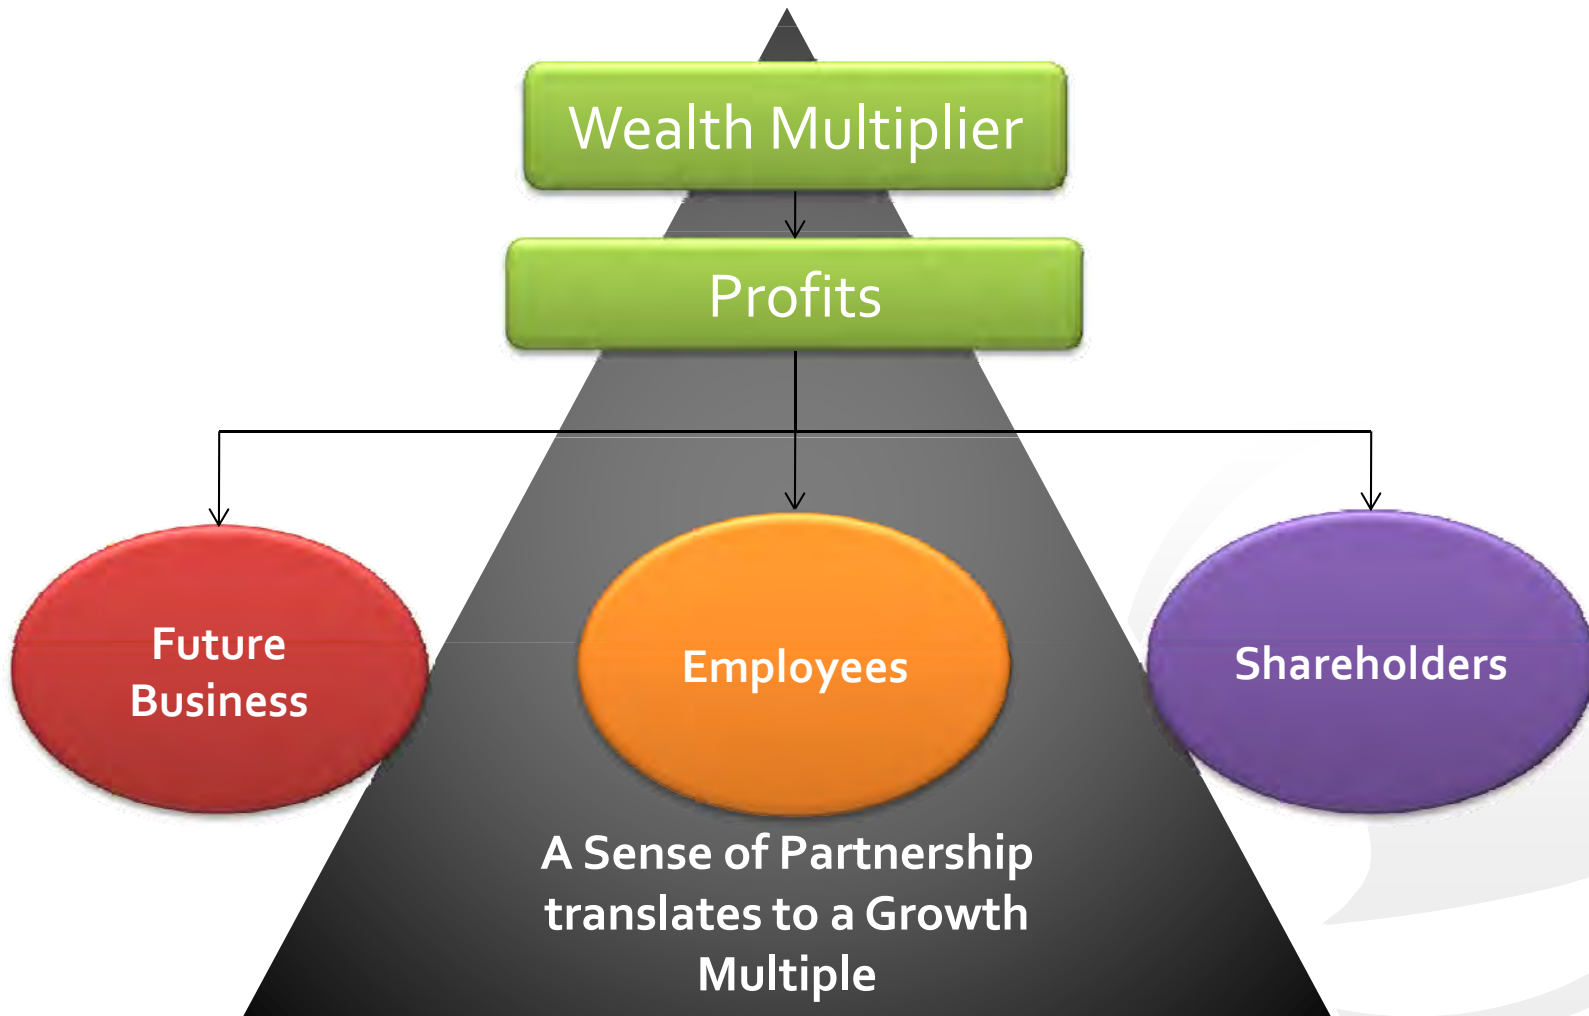 Wealth Multiplier
Profits
Future
Business
Employees
Shareholders
A Sense of Partnership
translates to a Growth
Multiple